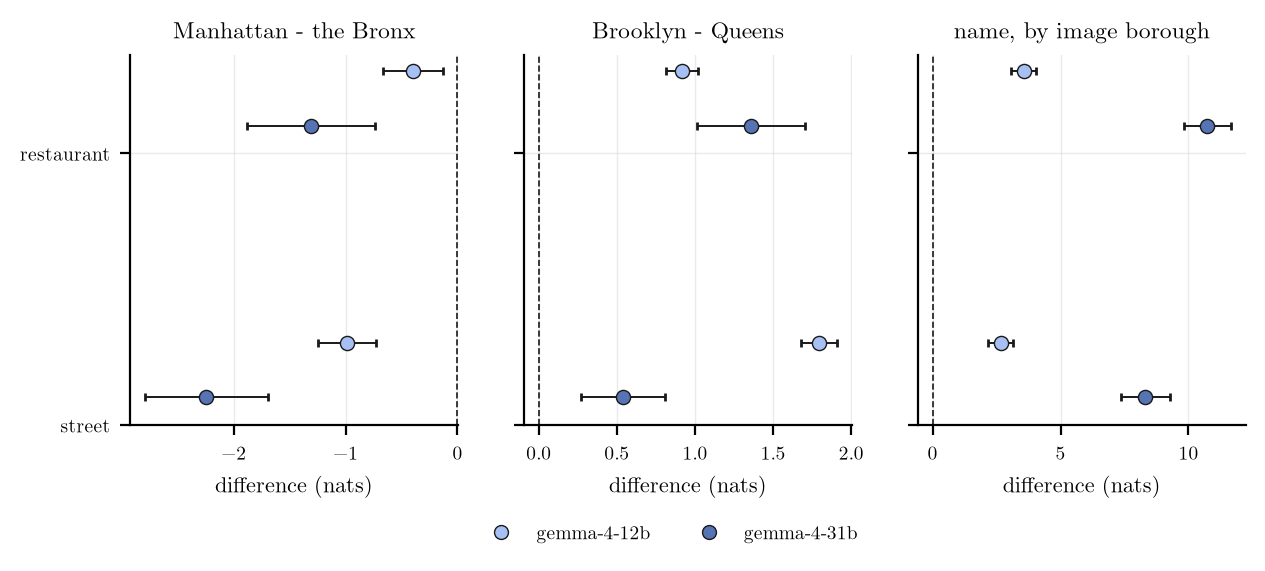 Manhattan - the Bronx
Brooklyn - Queens
name, by image borough
restaurant
street
−2 −1 0
0.0 0.5 1.0 1.5 2.0
0 5 10
difference (nats)
difference (nats)
difference (nats)
gemma-4-12b
gemma-4-31b